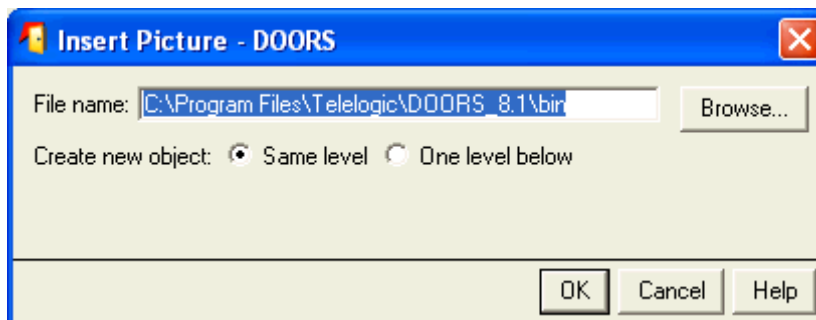 Insert Picture - DOORS
File name: C:\Program Files\Telelogic\DOORS_8.1\bin Browse...
Create new object: Same level One level below
OK Cancel Help